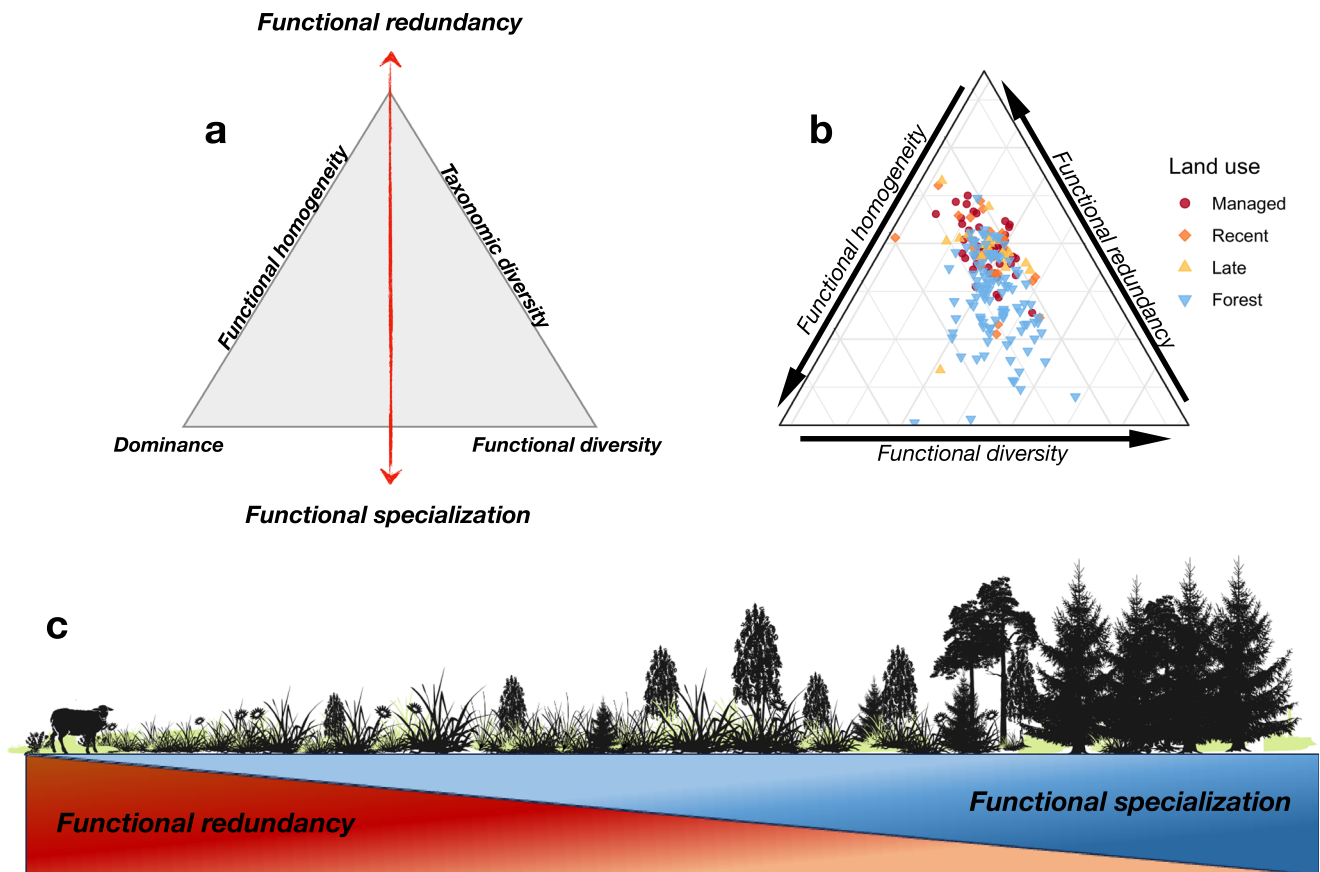 Functional redundancy
a
Functional homogeneity
Taxonomic diversity
Dominance
Functional diversity
Functional specialization
b
Functional homogeneity
Functional redundancy
Functional diversity
Land use
Managed
Recent
Late
Forest
c
Functional redundancy
Functional specialization